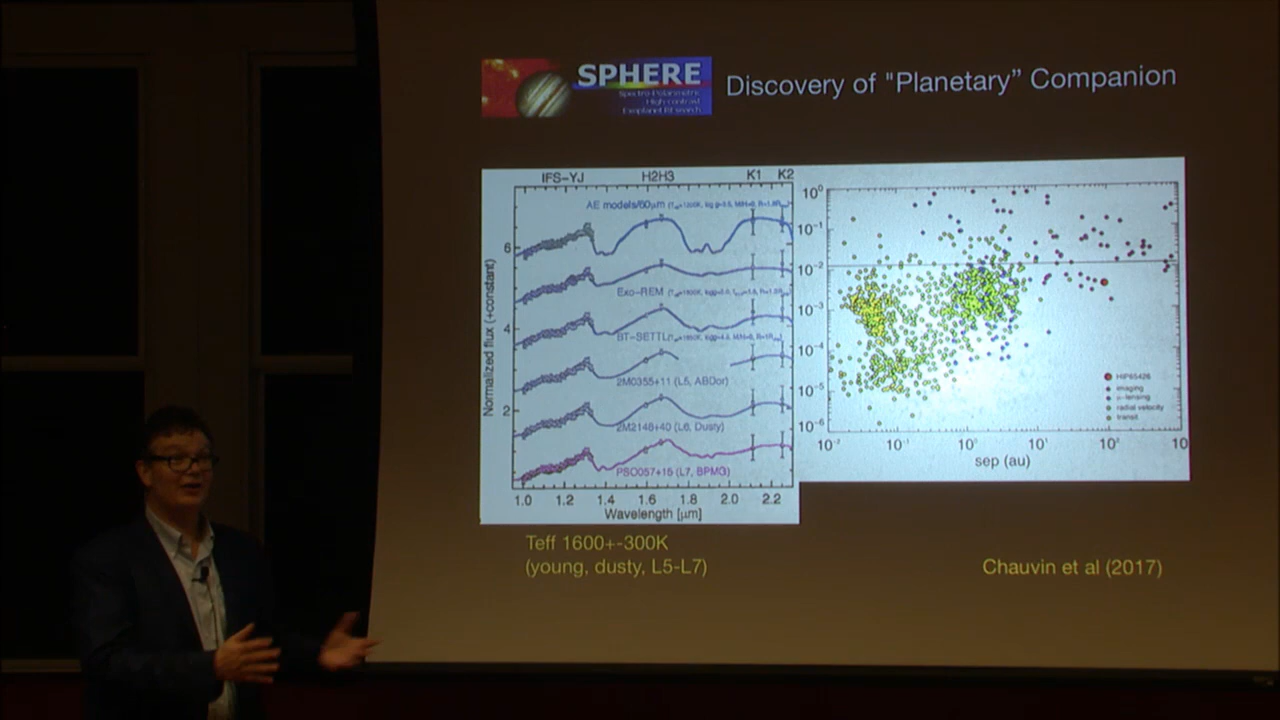 SPHERE
Spectro-Polarimetric
High-contrast
Exoplanet REsearch
Discovery of "Planetary” Companion
IFS-YJ H2H3 K1 K2
AE models/60μm
Exo-REM
BT-SETTL
2M0355+11 (L5, ABDor)
2M2148+40 (L6, Dusty)
PSO057+15 (L7, BPMG)
6
4
2
Normalized flux (+constant)
1.0 1.2 1.4 1.6 1.8 2.0 2.2
Wavelength [μm]
10⁰
10⁻¹
10⁻²
10⁻³
10⁻⁴
10⁻⁵
10⁻⁶
HIP65426
imaging
μ-lensing
radial velocity
transit
10⁻² 10⁻¹ 10⁰ 10¹ 10² 10
sep (au)
Teff 1600+-300K
(young, dusty, L5-L7)
Chauvin et al (2017)